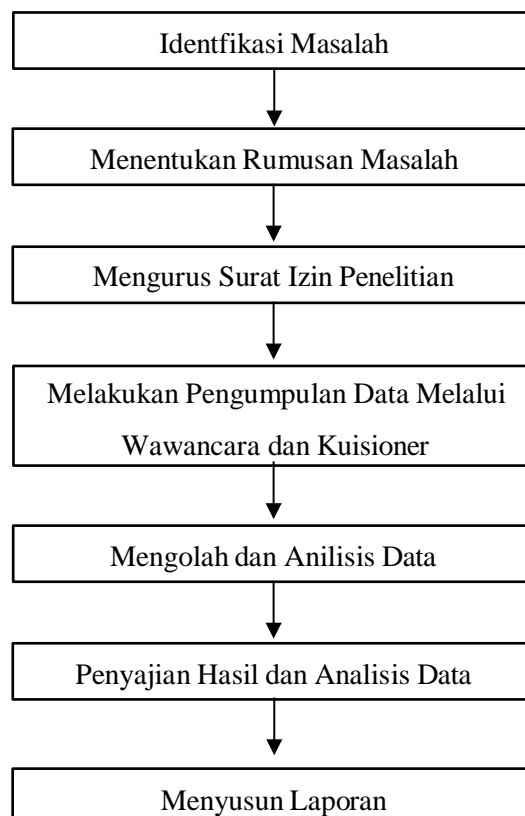 Identfikasi Masalah
Menentukan Rumusan Masalah
Mengurus Surat Izin Penelitian
Melakukan Pengumpulan Data Melalui
Wawancara dan Kuisioner
Mengolah dan Anilisis Data
Penyajian Hasil dan Analisis Data
Menyusun Laporan